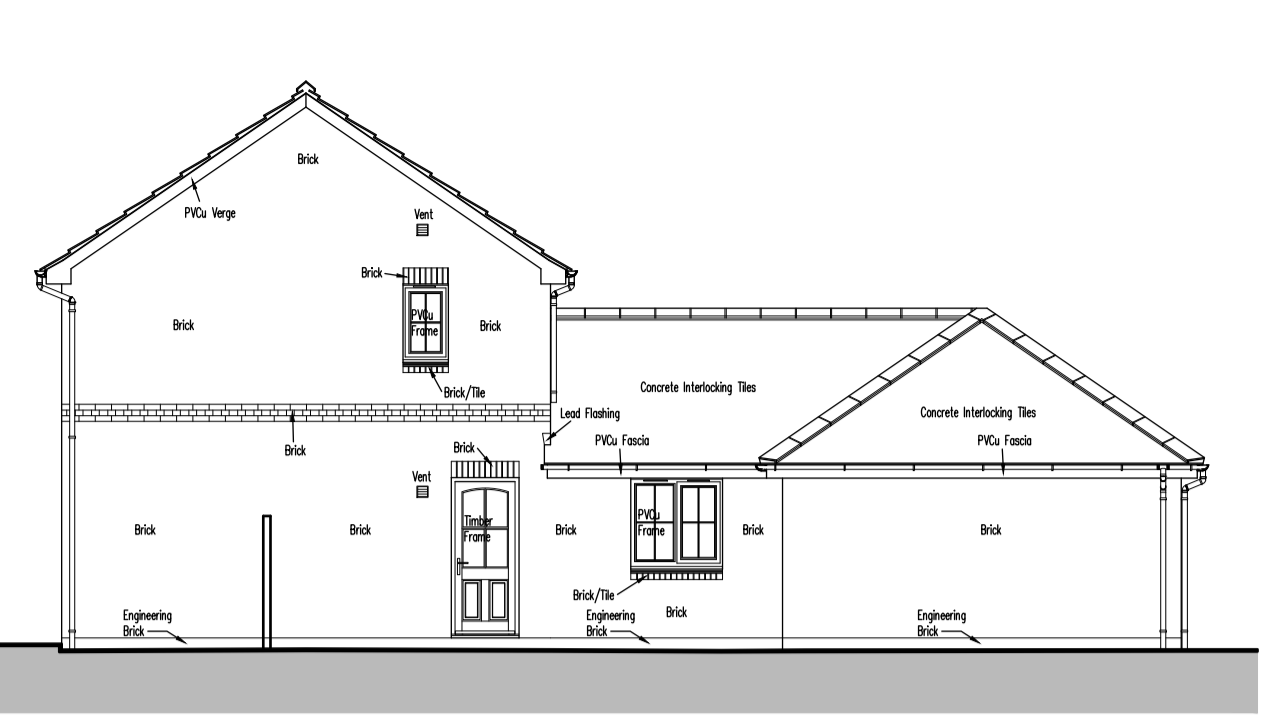 Brick
PVCu Verge
Vent
Brick
PVCu
Frame
Brick
Brick
Brick/Tile
Concrete Interlocking Tiles
Lead Flashing
Concrete Interlocking Tiles
PVCu Fascia
PVCu Fascia
Brick
Brick
Vent
Timber
Frame
PVCu
Frame
Brick
Brick
Brick
Brick
Brick
Brick/Tile
Brick
Engineering
Brick
Engineering
Brick
Engineering
Brick